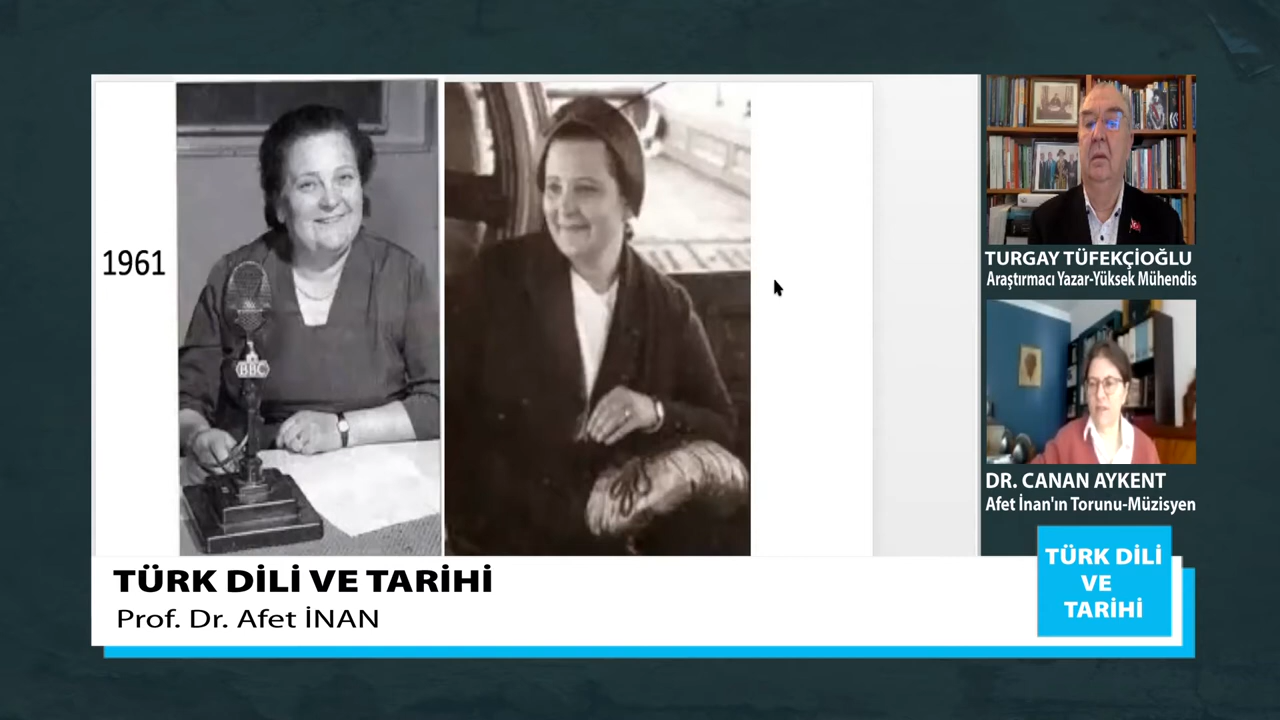 1961
BBC
TURGAY TÜFEKÇİOĞLU
Araştırmacı Yazar-Yüksek Mühendis
DR. CANAN AYKENT
Afet İnan'ın Torunu-Müzisyen
TÜRK DİLİ VE TARİHİ
Prof. Dr. Afet İNAN
TÜRK DİLİ
VE
TARİHİ